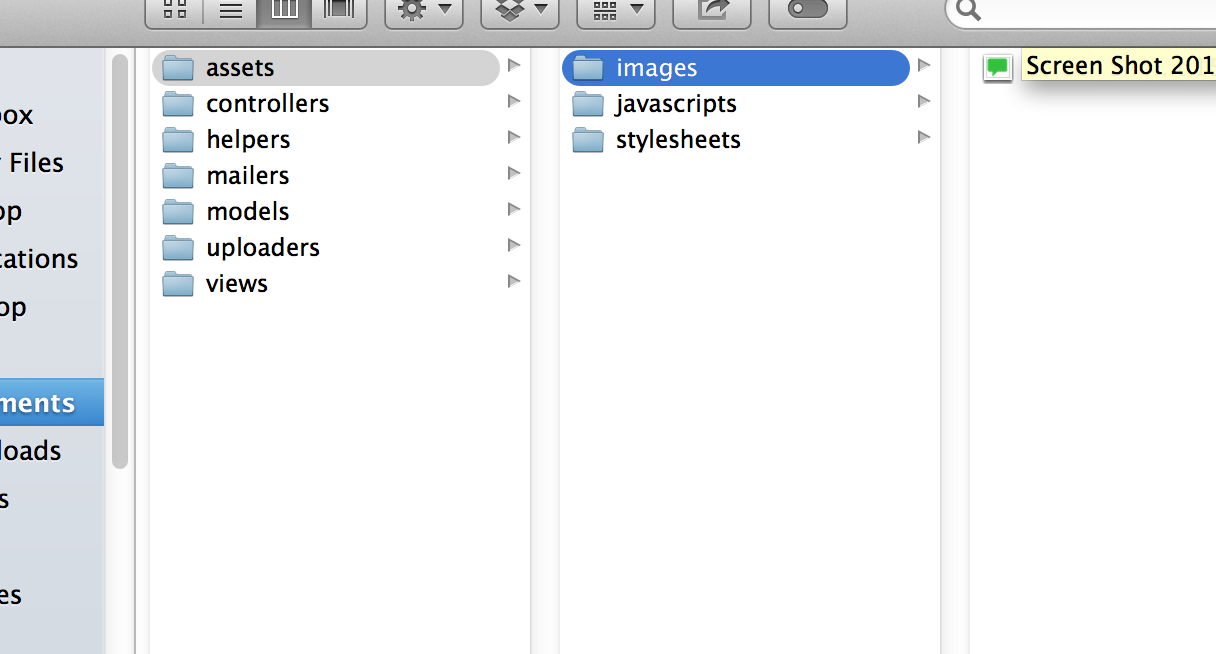 box
Files
op
cations
op
ments
loads
s
es
assets
controllers
helpers
mailers
models
uploaders
views
images
javascripts
stylesheets
Screen Shot 201